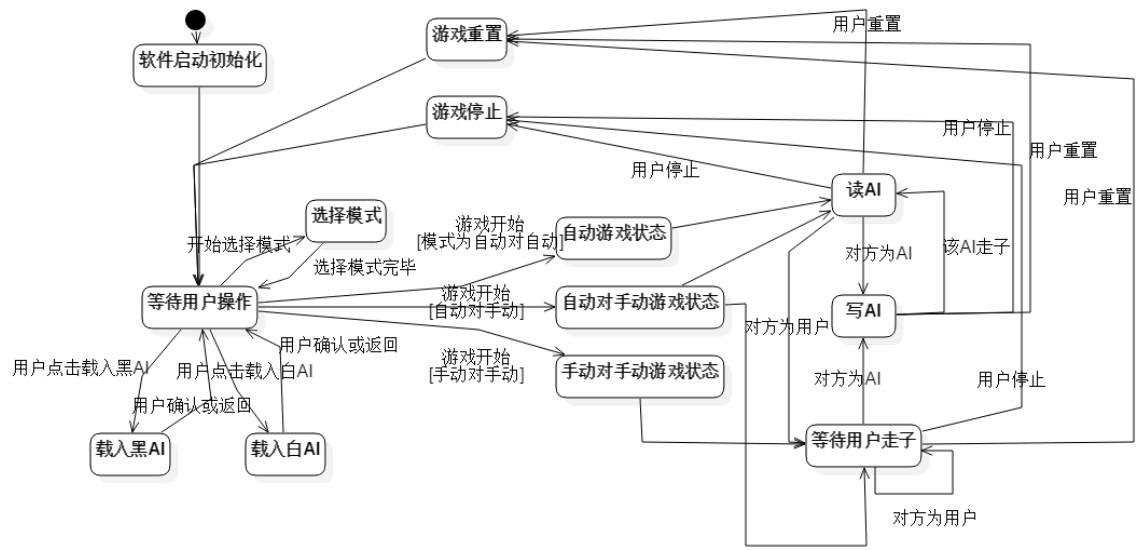 游戏重置
用户重置
软件启动初始化
游戏停止
用户停止
用户重置
用户停止
读AI
用户重置
选择模式
游戏开始
[模式为自动对自动]
自动游戏状态
开始选择模式
对方为AI
该AI走子
选择模式完毕
等待用户操作
游戏开始
[自动对手动]
自动对手动游戏状态
写AI
对方为用户
用户确认或返回
游戏开始
[手动对手动]
手动对手动游戏状态
用户点击载入黑AI
用户点击载入白AI
对方为AI
用户停止
用户确认或返回
载入黑AI
载入白AI
等待用户走子
对方为用户